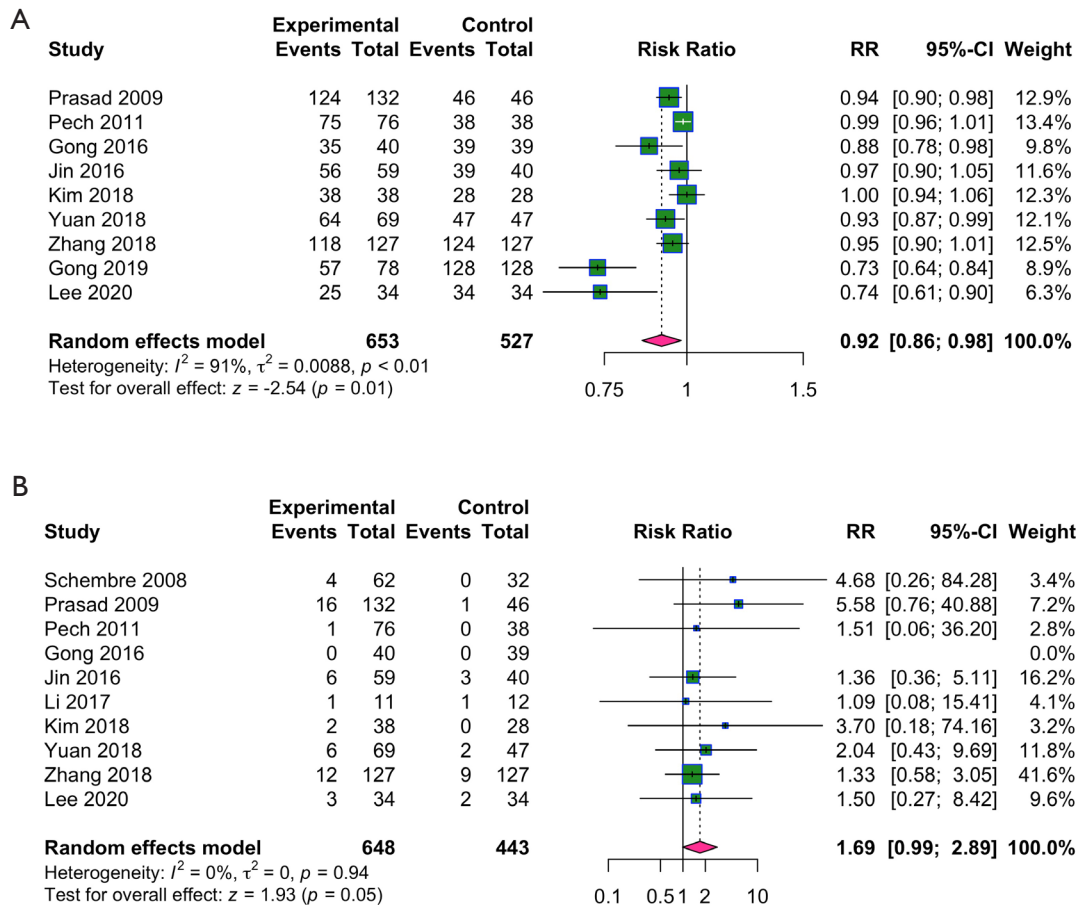 A
Experimental Control
Study Events Total Events Total Risk Ratio RR 95%-CI Weight
Prasad 2009 124 132 46 46 0.94 [0.90; 0.98] 12.9%
Pech 2011 75 76 38 38 0.99 [0.96; 1.01] 13.4%
Gong 2016 35 40 39 39 0.88 [0.78; 0.98] 9.8%
Jin 2016 56 59 39 40 0.97 [0.90; 1.05] 11.6%
Kim 2018 38 38 28 28 1.00 [0.94; 1.06] 12.3%
Yuan 2018 64 69 47 47 0.93 [0.87; 0.99] 12.1%
Zhang 2018 118 127 124 127 0.95 [0.90; 1.01] 12.5%
Gong 2019 57 78 128 128 0.73 [0.64; 0.84] 8.9%
Lee 2020 25 34 34 34 0.74 [0.61; 0.90] 6.3%
Random effects model 653 527 0.92 [0.86; 0.98] 100.0%
Heterogeneity: I² = 91%, τ² = 0.0088, p < 0.01
Test for overall effect: z = -2.54 (p = 0.01)
0.75 1 1.5
B
Experimental Control
Study Events Total Events Total Risk Ratio RR 95%-CI Weight
Schembre 2008 4 62 0 32 4.68 [0.26; 84.28] 3.4%
Prasad 2009 16 132 1 46 5.58 [0.76; 40.88] 7.2%
Pech 2011 1 76 0 38 1.51 [0.06; 36.20] 2.8%
Gong 2016 0 40 0 39 0.0%
Jin 2016 6 59 3 40 1.36 [0.36; 5.11] 16.2%
Li 2017 1 11 1 12 1.09 [0.08; 15.41] 4.1%
Kim 2018 2 38 0 28 3.70 [0.18; 74.16] 3.2%
Yuan 2018 6 69 2 47 2.04 [0.43; 9.69] 11.8%
Zhang 2018 12 127 9 127 1.33 [0.58; 3.05] 41.6%
Lee 2020 3 34 2 34 1.50 [0.27; 8.42] 9.6%
Random effects model 648 443 1.69 [0.99; 2.89] 100.0%
Heterogeneity: I² = 0%, τ² = 0, p = 0.94
Test for overall effect: z = 1.93 (p = 0.05)
0.1 0.5 1 2 10